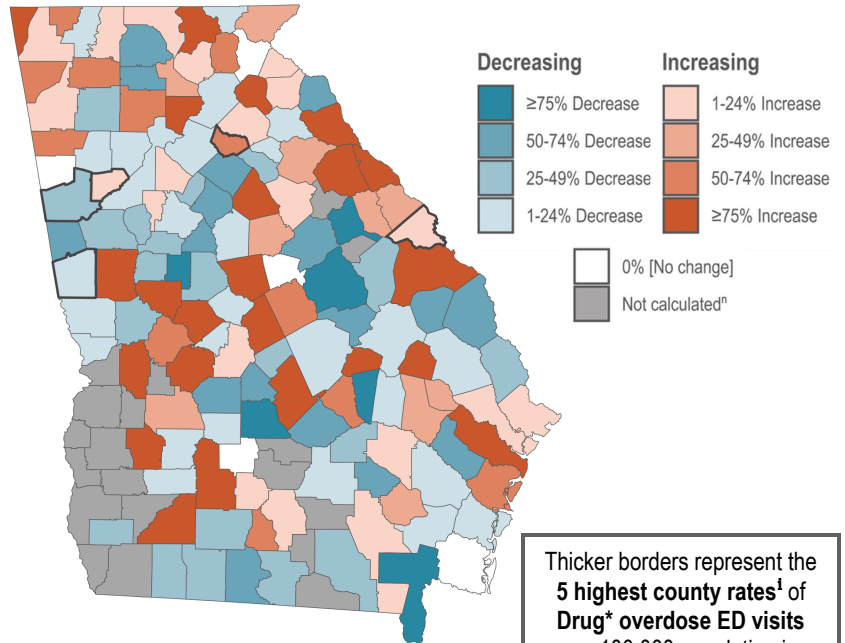 Decreasing
Increasing
≥75% Decrease
1-24% Increase
50-74% Decrease
25-49% Increase
25-49% Decrease
50-74% Increase
1-24% Decrease
≥75% Increase
0% [No change]
Not calculatedⁿ
Thicker borders represent the
5 highest county rates¹ of
Drug* overdose ED visits